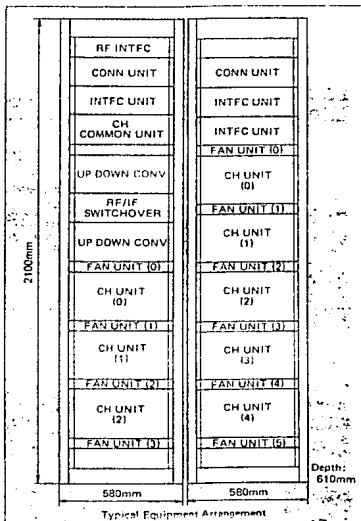 RF INTFC
CONN UNIT
INTFC UNIT
CH
COMMON UNIT
UP DOWN CONV
RF/IF
SWITCHOVER
UP DOWN CONV
FAN UNIT (0)
CH UNIT
(0)
FAN UNIT (1)
CH UNIT
(1)
FAN UNIT (2)
CH UNIT
(2)
FAN UNIT (3)
CONN UNIT
INTFC UNIT
INTFC UNIT
FAN UNIT (0)
CH UNIT
(0)
FAN UNIT (1)
CH UNIT
(1)
FAN UNIT (2)
CH UNIT
(2)
FAN UNIT (3)
CH UNIT
(3)
FAN UNIT (4)
CH UNIT
(4)
FAN UNIT (5)
2100mm
580mm
580mm
Depth:
610mm
Typical Equipment Arrangement